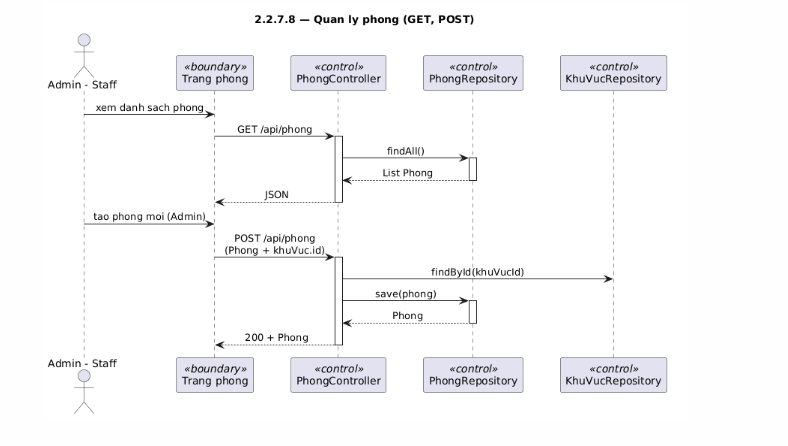 2.2.7.8 — Quan ly phong (GET, POST)
Admin - Staff
«boundary»
Trang phong
«control»
PhongController
«control»
PhongRepository
«control»
KhuVucRepository
xem danh sach phong
GET /api/phong
findAll()
List Phong
JSON
tao phong moi (Admin)
POST /api/phong
(Phong + khuVuc.id)
findById(khuVucId)
save(phong)
Phong
200 + Phong
Admin - Staff
«boundary»
Trang phong
«control»
PhongController
«control»
PhongRepository
«control»
KhuVucRepository